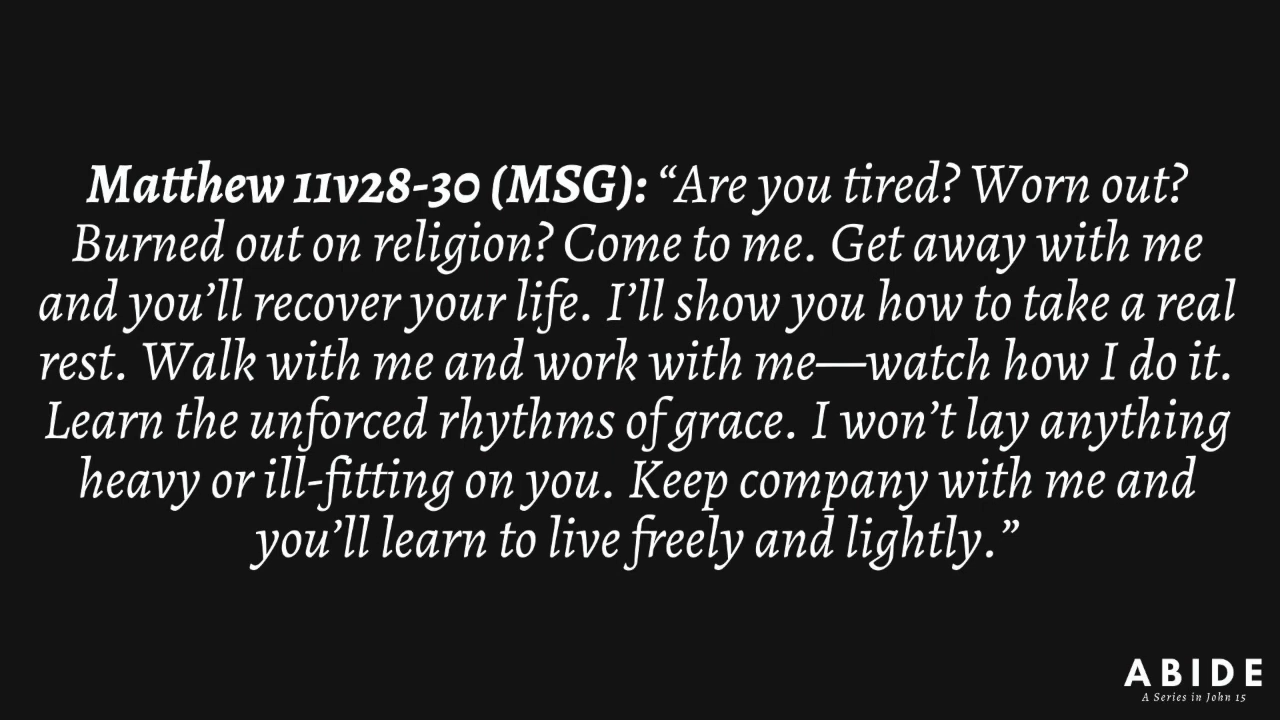 Matthew 11v28-30 (MSG): “Are you tired? Worn out?
Burned out on religion? Come to me. Get away with me
and you’ll recover your life. I’ll show you how to take a real
rest. Walk with me and work with me—watch how I do it.
Learn the unforced rhythms of grace. I won’t lay anything
heavy or ill-fitting on you. Keep company with me and
you’ll learn to live freely and lightly.”
ABIDE
A Series in John 15